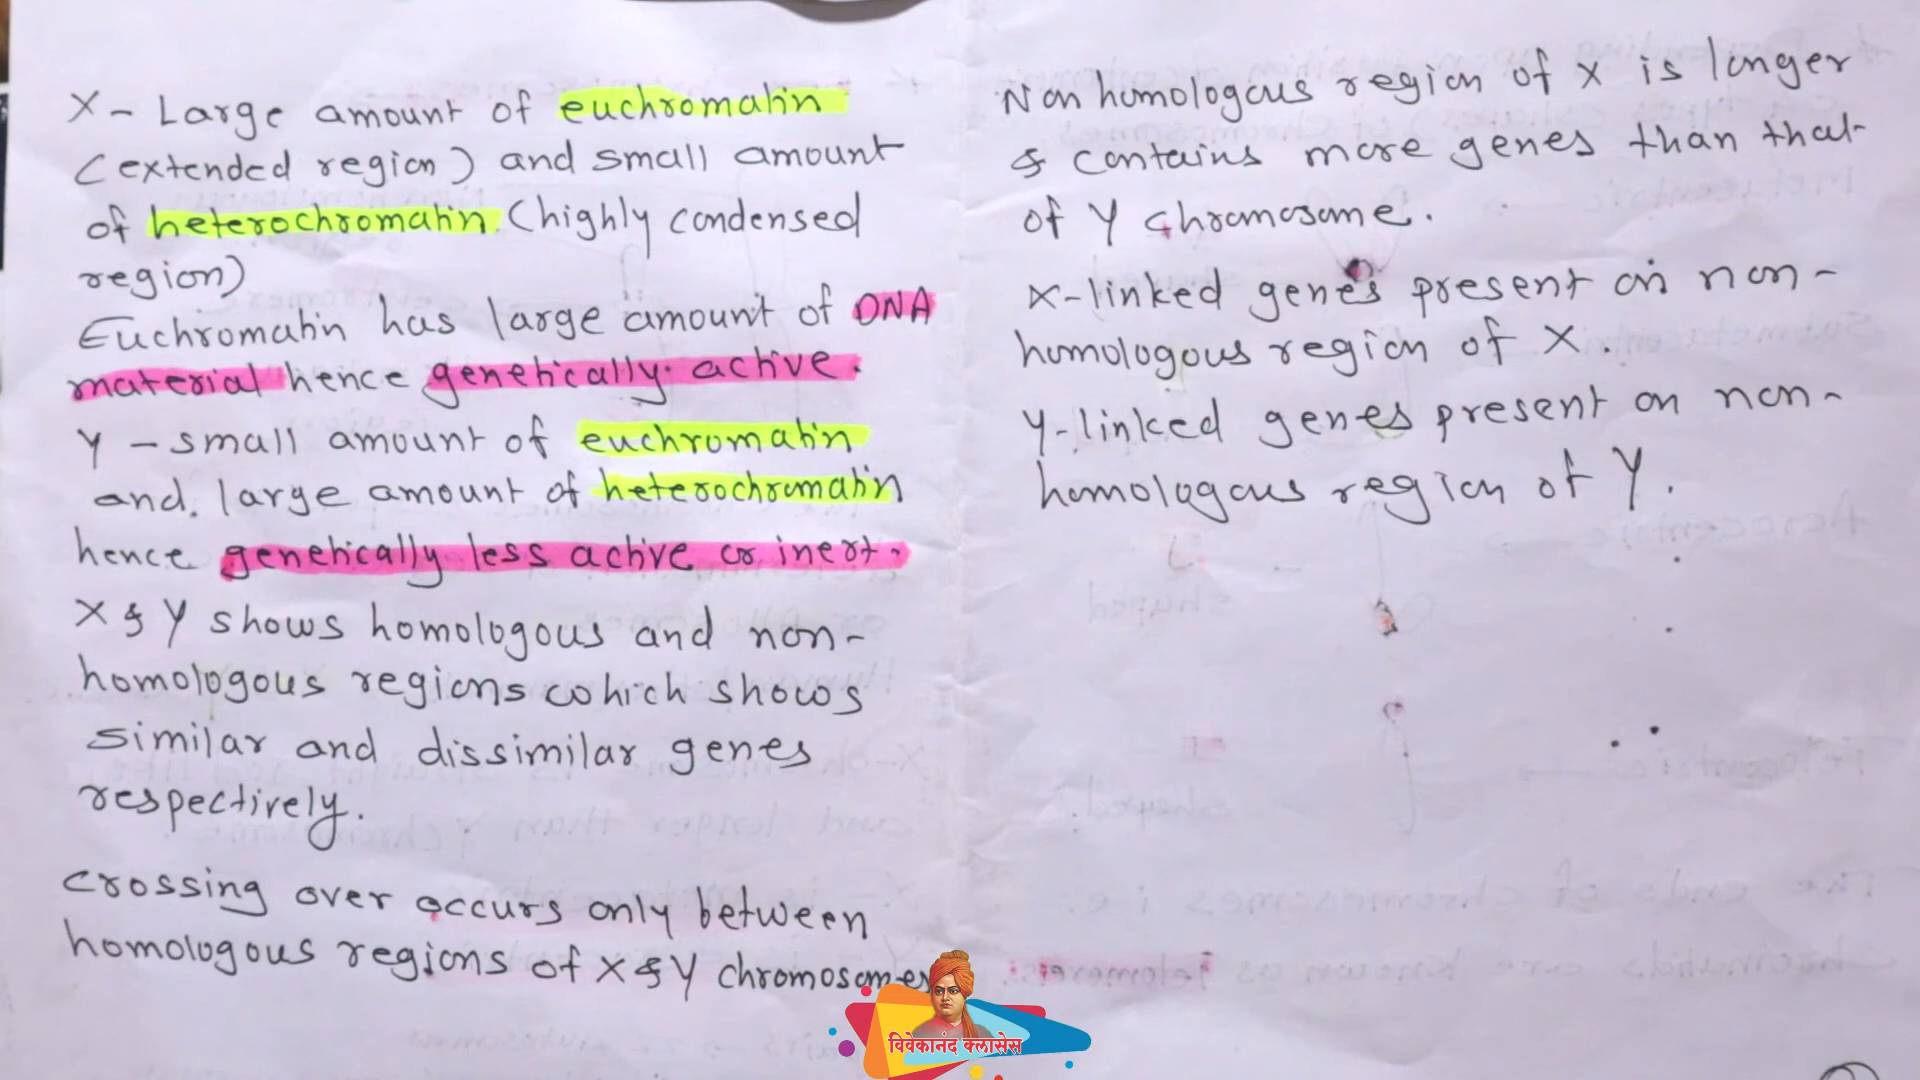 X - Large amount of euchromatin
(extended region) and small amount
of heterochromatin (highly condensed
region)
Euchromatin has large amount of DNA
material hence genetically active.
Y - small amount of euchromatin
and large amount of heterochromatin
hence genetically less active or inert.
X & Y shows homologous and non-
homologous regions which shows
similar and dissimilar genes
respectively.
crossing over occurs only between
homologous regions of X & Y chromosomes
Non homologous region of X is longer
& contains more genes than that
of Y chromosome.
X-linked genes present on non-
homologous region of X.
Y-linked genes present on non-
homologous region of Y.
विवेकानंद क्लासेस